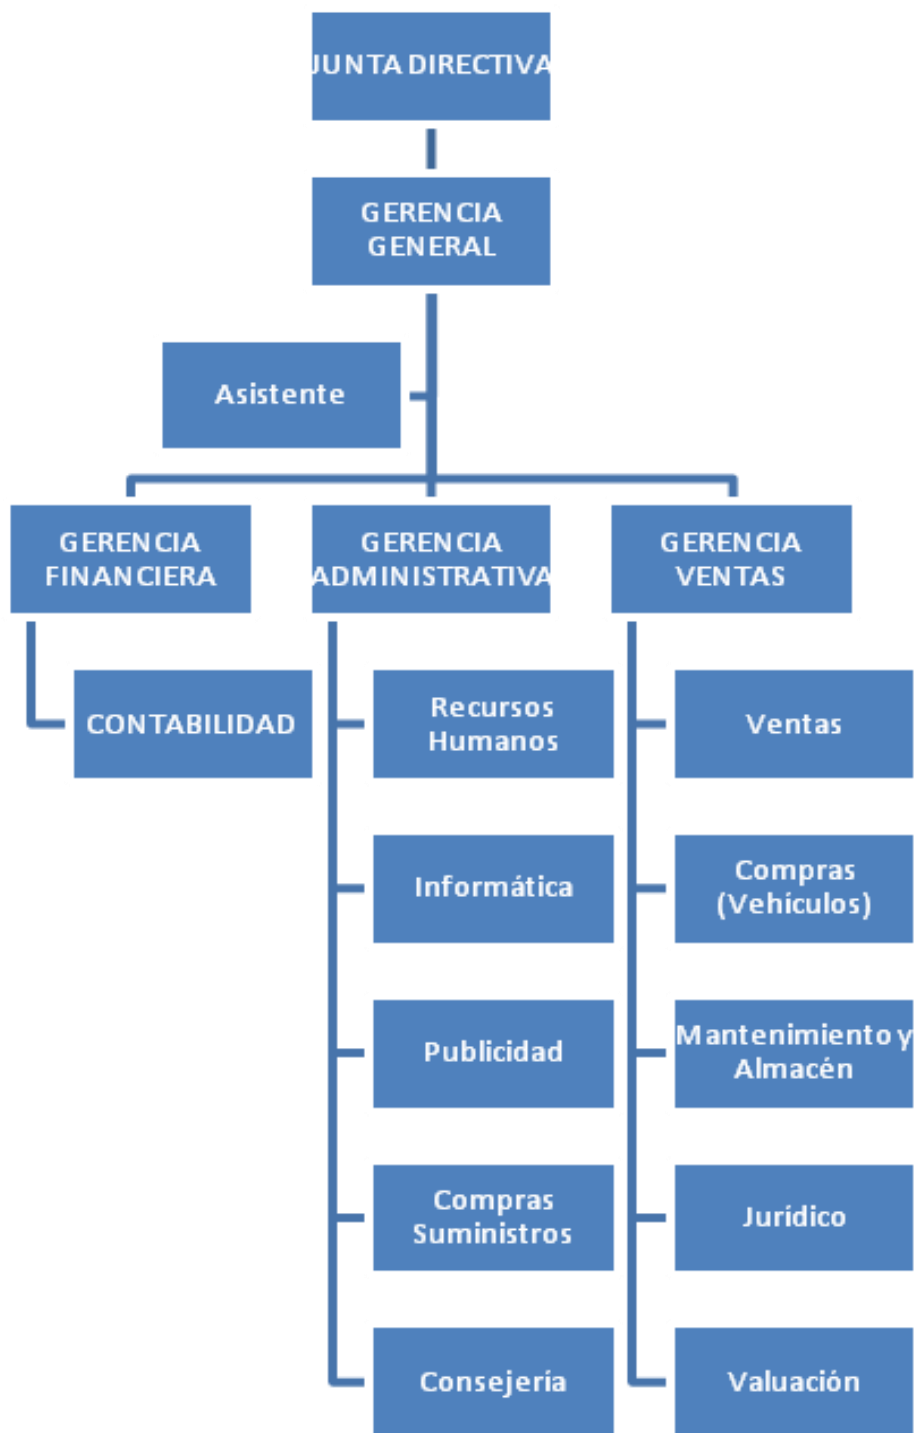 JUNTA DIRECTIVA
GERENCIA
GENERAL
Asistente
GERENCIA
FINANCIERA
GERENCIA
ADMINISTRATIVA
GERENCIA
VENTAS
CONTABILIDAD
Recursos
Humanos
Informática
Publicidad
Compras
Suministros
Consejería
Ventas
Compras
(Vehículos)
Mantenimiento y
Almacén
Jurídico
Valuación